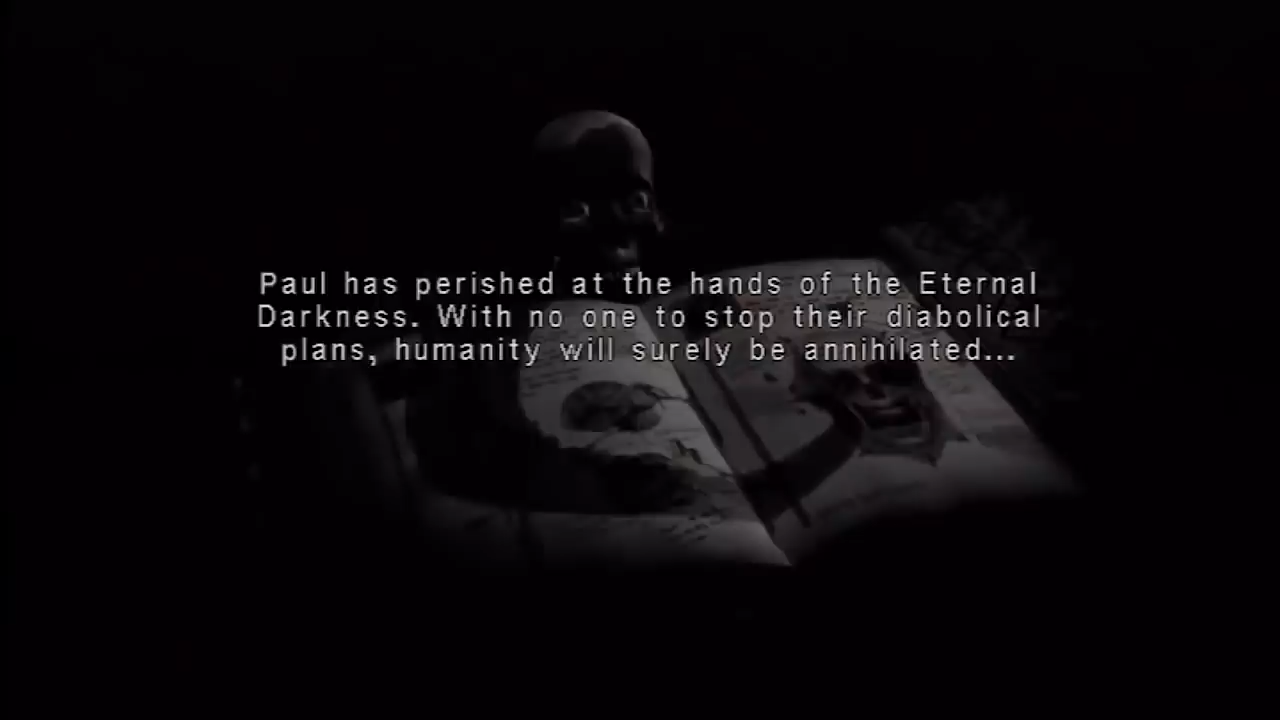 Paul has perished at the hands of the Eternal
Darkness. With no one to stop their diabolical
plans, humanity will surely be annihilated...